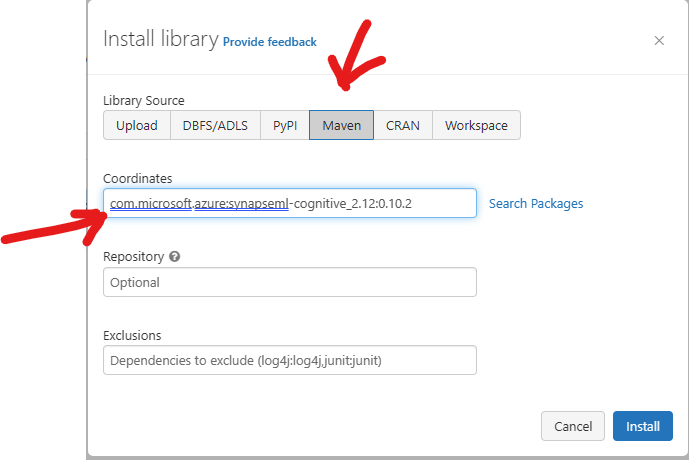 Install library Provide feedback ×
Library Source
Upload DBFS/ADLS PyPI Maven CRAN Workspace
Coordinates
com.microsoft.azure:synapseml-cognitive_2.12:0.10.2 Search Packages
Repository ?
Optional
Exclusions
Dependencies to exclude (log4j:log4j,junit:junit)
Cancel Install